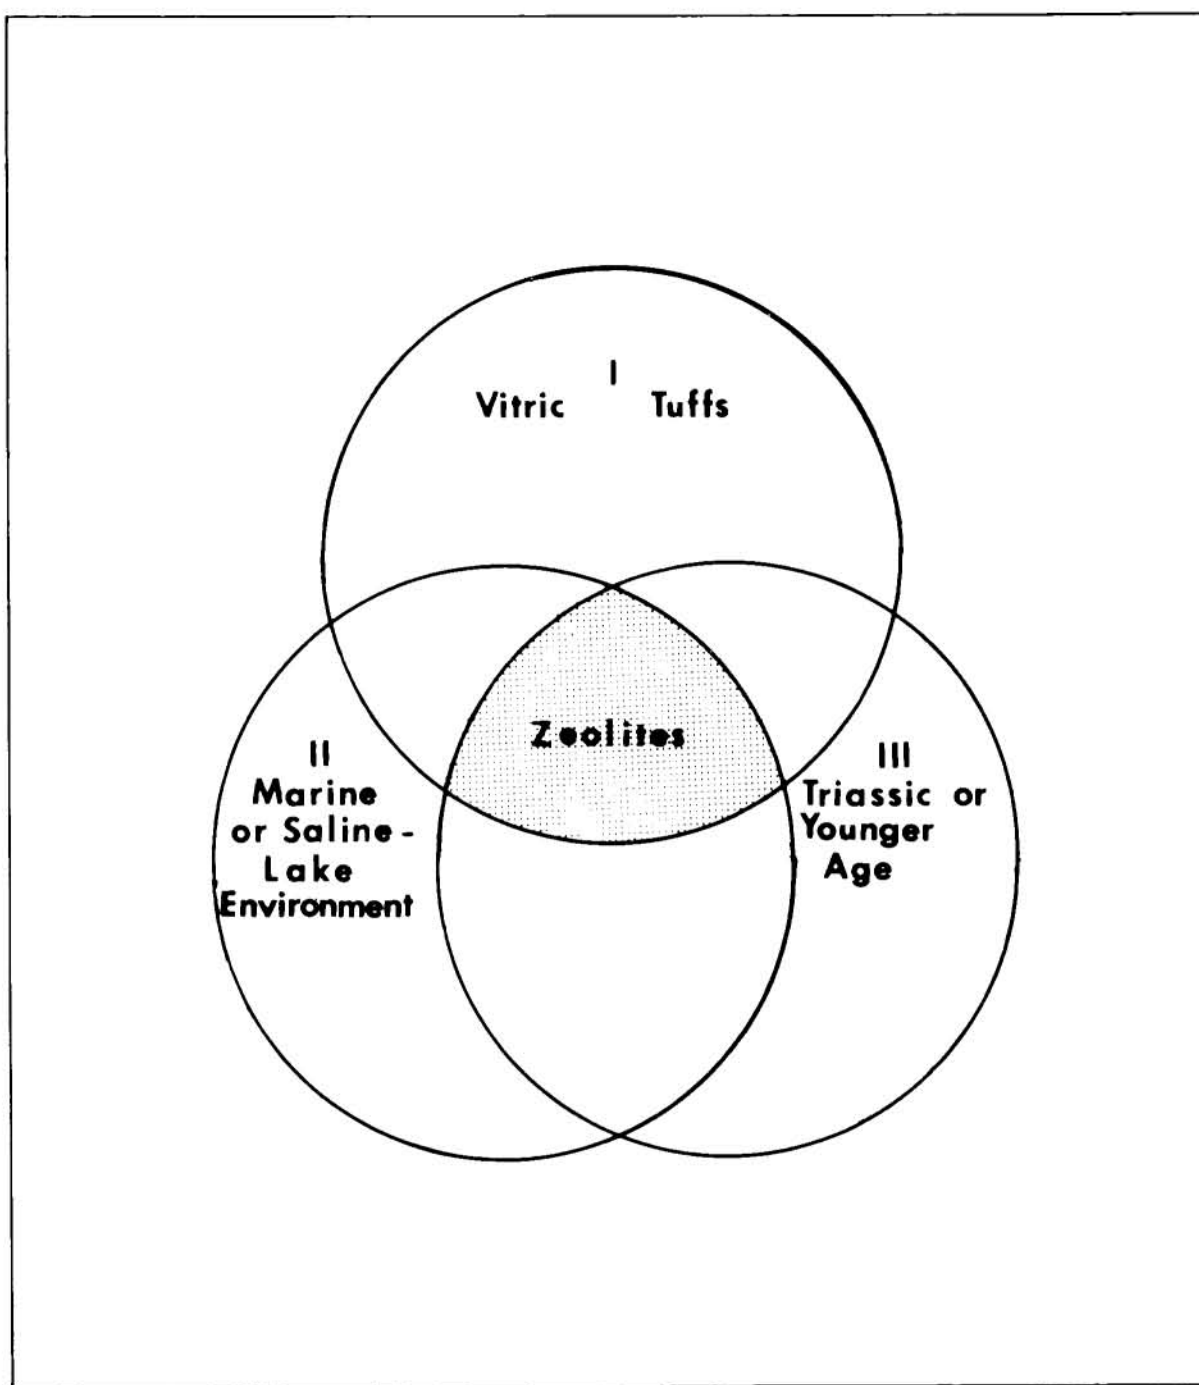 I
Vitric Tuffs
Zeolites
II
Marine
or Saline-
Lake
Environment
III
Triassic or
Younger
Age